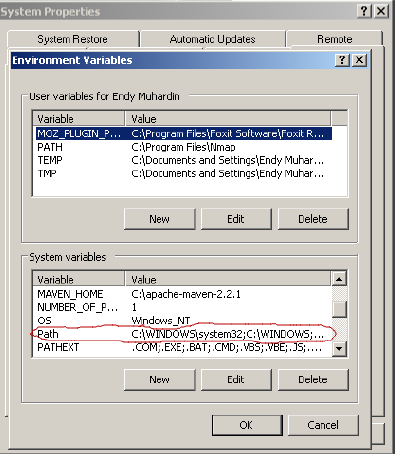 System Properties
System Restore Automatic Updates Remote
Environment Variables
User variables for Endy Muhardin
Variable Value
MOZ_PLUGIN_P... C:\Program Files\Foxit Software\Foxit R...
PATH C:\Program Files\Nmap
TEMP C:\Documents and Settings\Endy Muhar...
TMP C:\Documents and Settings\Endy Muhar...
New Edit Delete
System variables
Variable Value
MAVEN_HOME C:\apache-maven-2.2.1
NUMBER_OF_P... 1
OS Windows_NT
Path C:\WINDOWS\system32;C:\WINDOWS;...
PATHEXT .COM;.EXE;.BAT;.CMD;.VBS;.VBE;.JS;....
New Edit Delete
OK Cancel